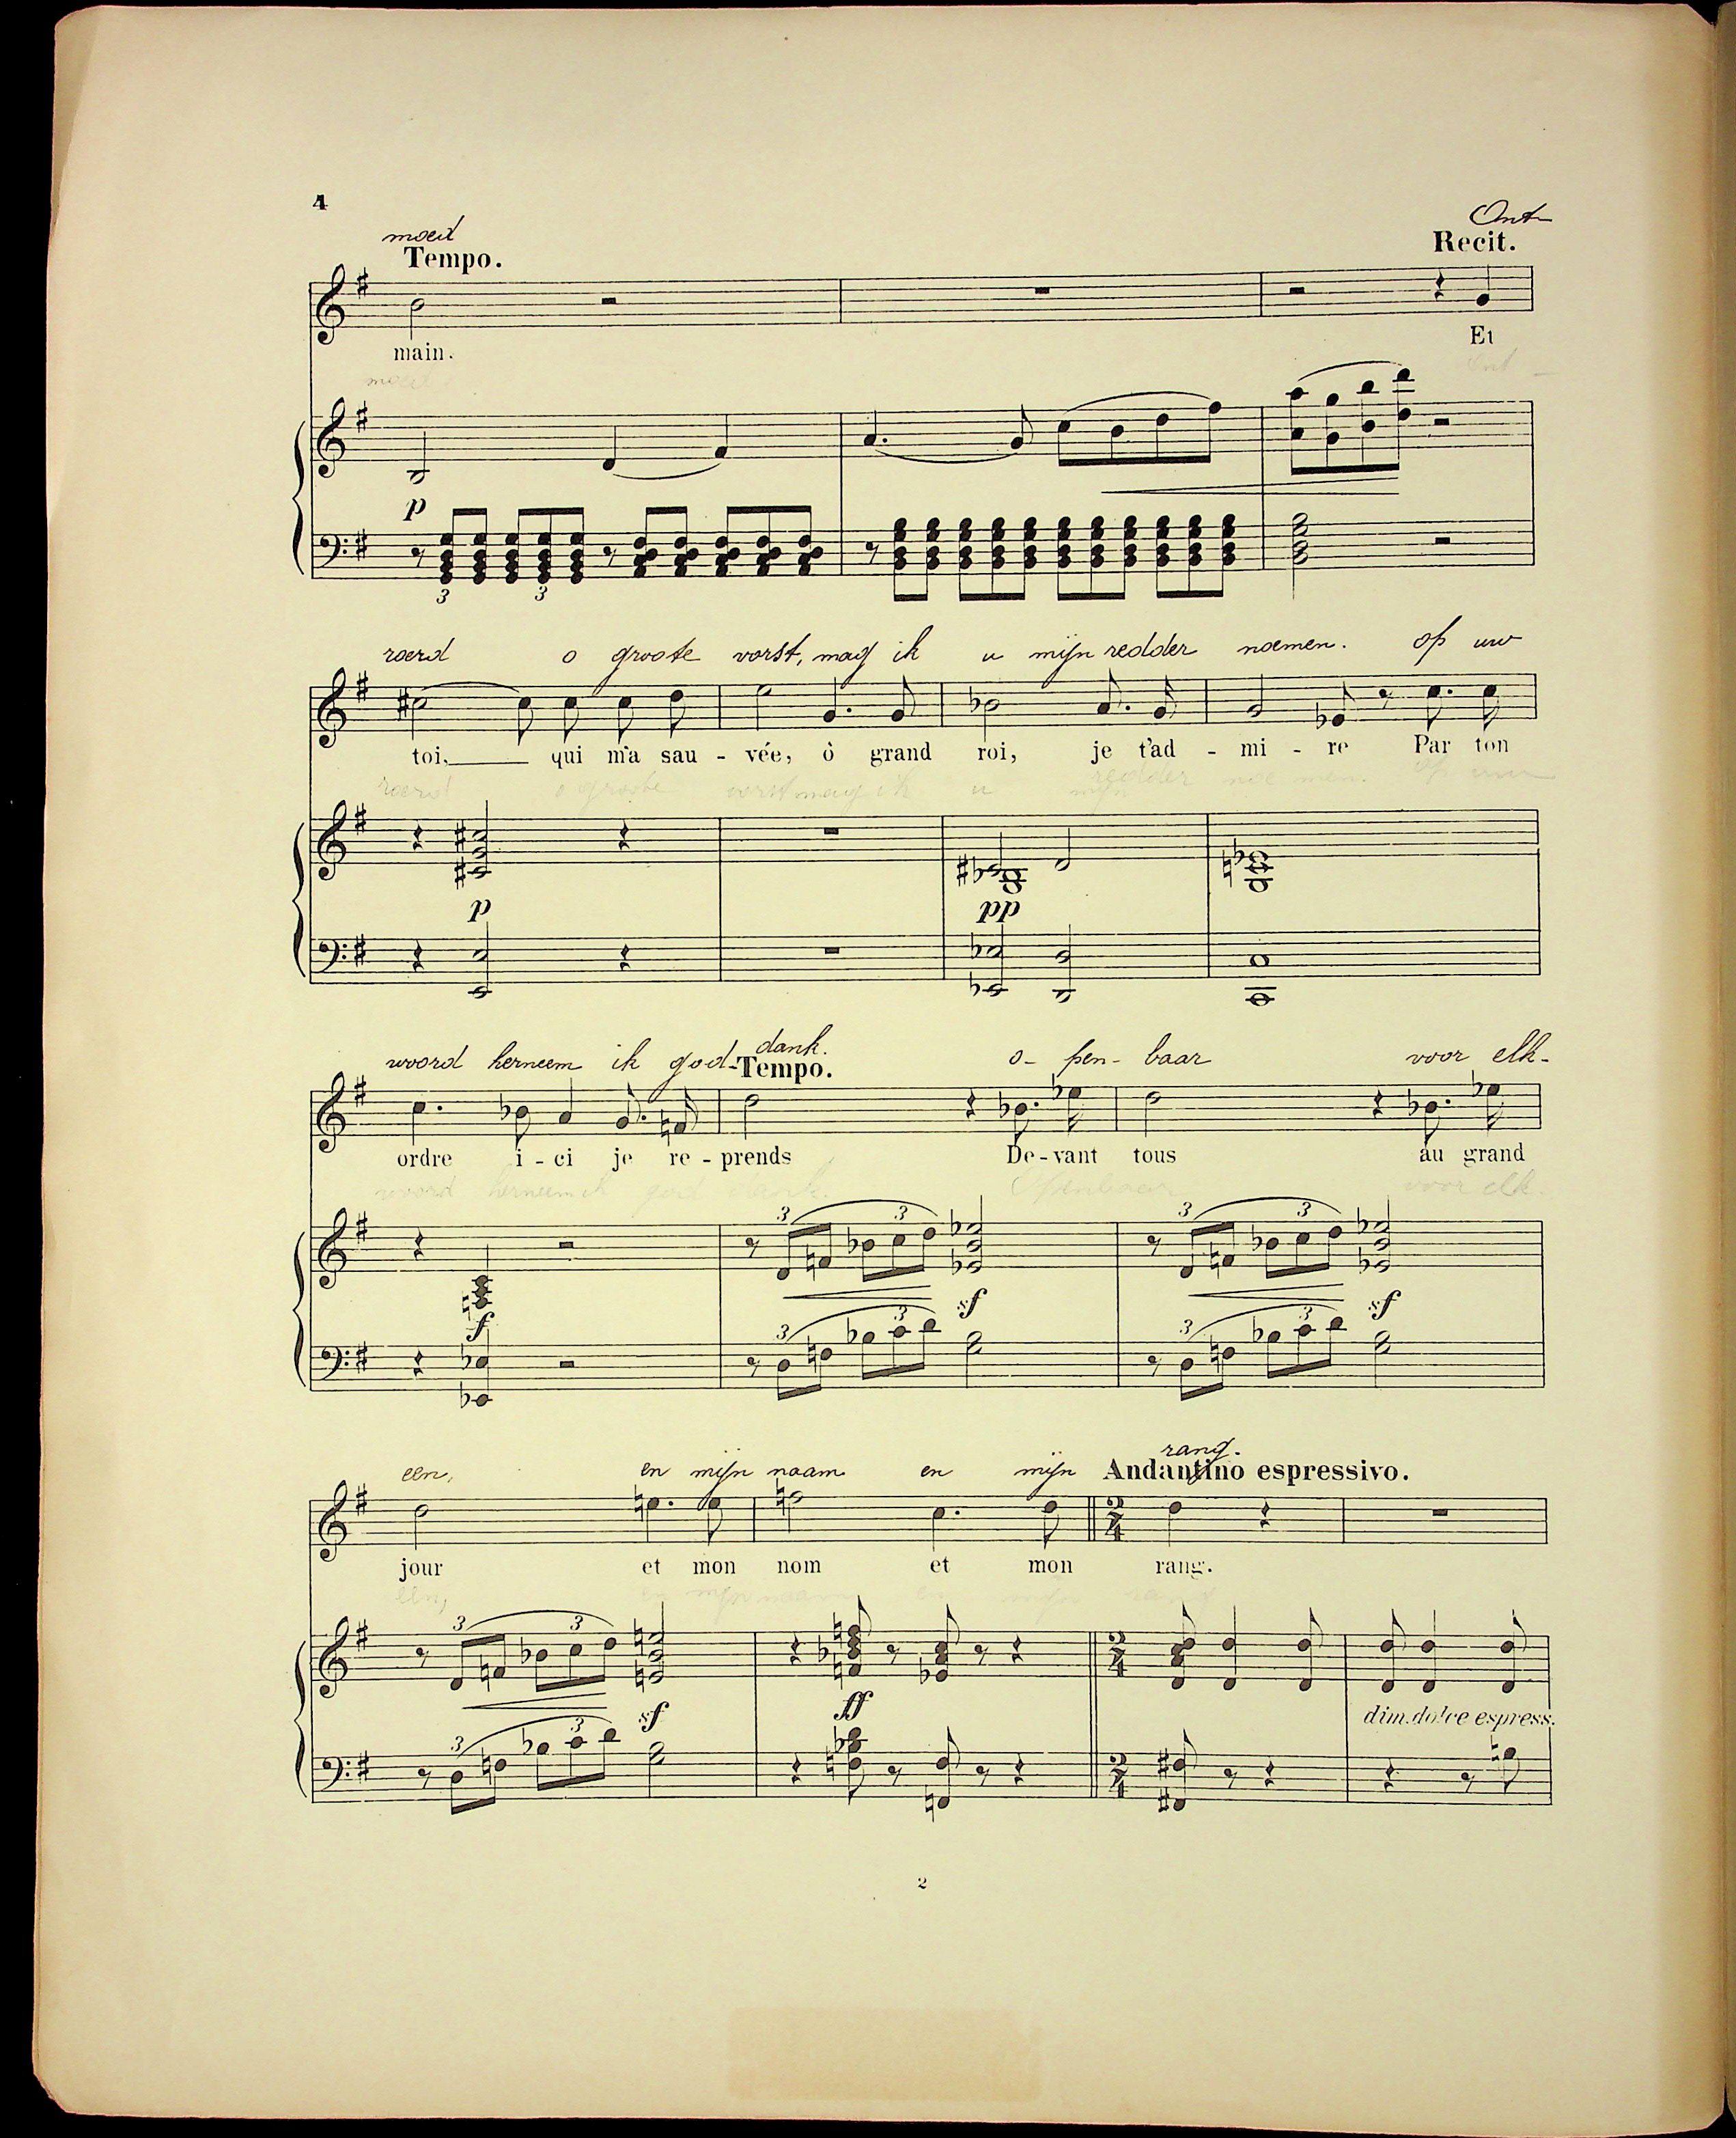 4
moed Ont-
Tempo. Recit.
main. Et
moed Ont -
p
3 3
roerd o groote vorst, mag ik u mijn redder noemen. op uw
toi, qui m'a sau - vée, ò grand roi, je t'ad - mi - re Par ton
roerd o groote vorst mag ik u mijn redder noe men. op uw
p pp
woord herneem ik god- dank. o- pen- baar voor elk-
Tempo.
ordre i - ci je re - prends De - vant tous au grand
woord herneem ik god dank. Openbaar voor elk.
3 3 3 3
f sf sf
3 3 3 3
een, en mijn naam en mijn rang.
Andantino espressivo.
2 4
jour et mon nom et mon rang.
een, en mijn naam en mijn rang
3 3 2 4
sf ff dim. dolce espress.
3 3 2 4
2